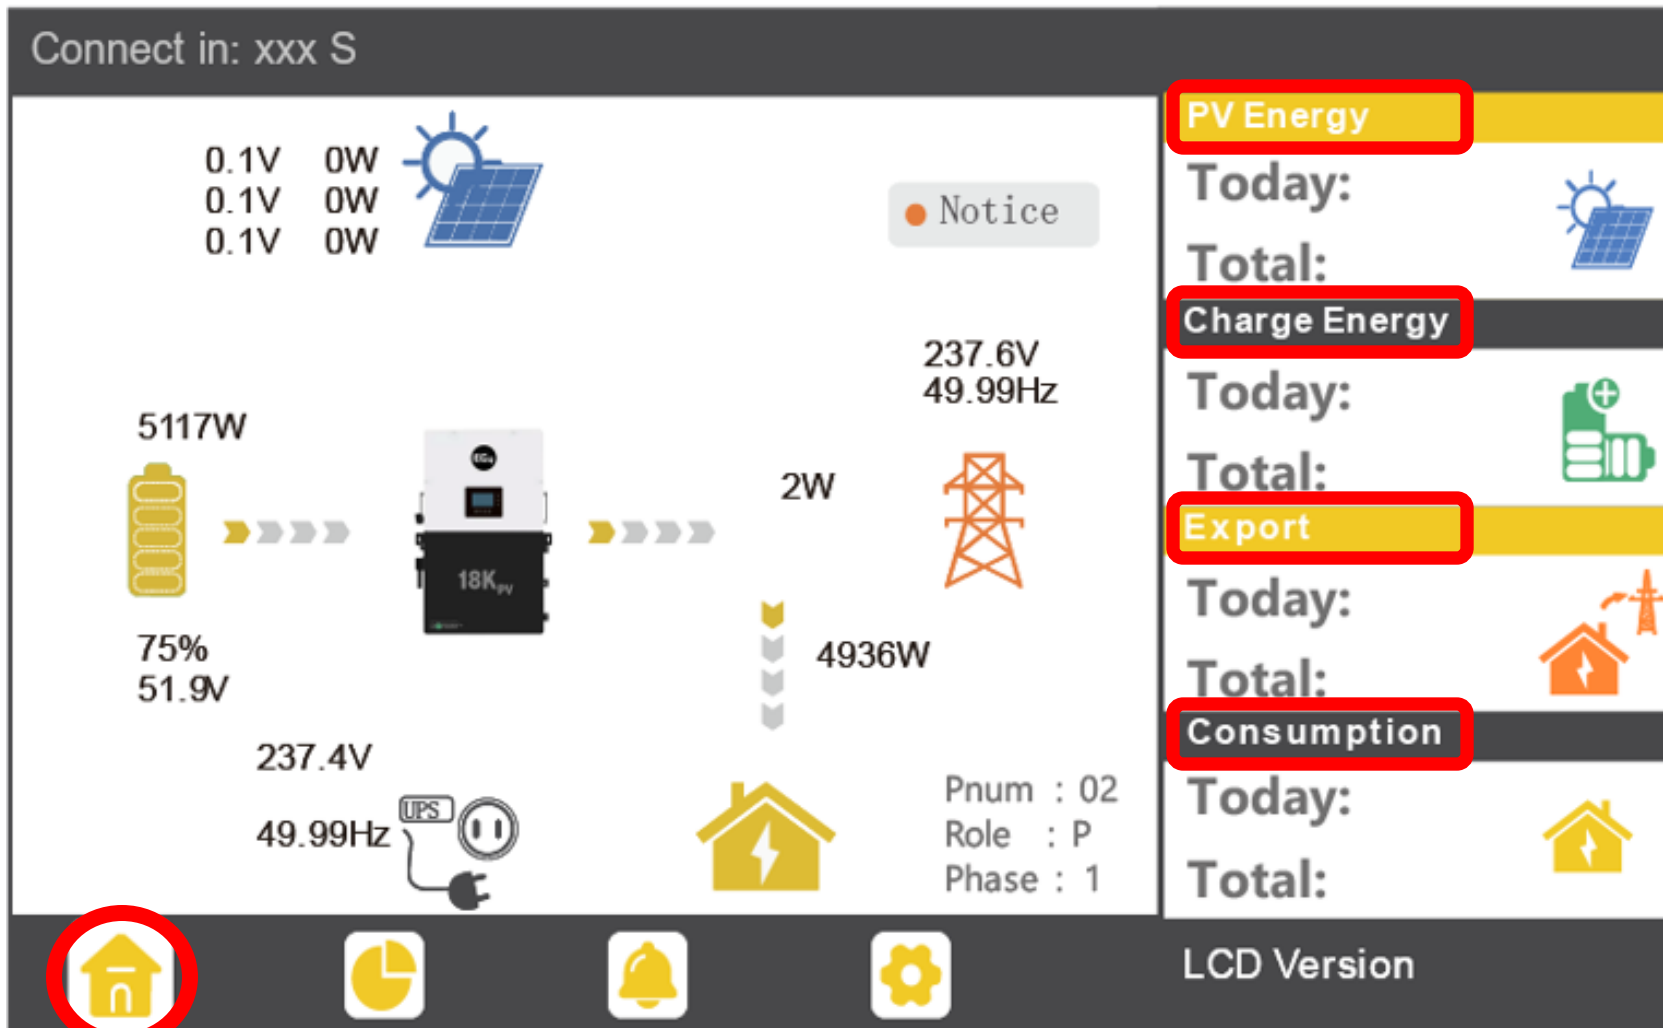 Connect in: xxx S
0.1V 0W
0.1V 0W
0.1V 0W
Notice
237.6V
49.99Hz
5117W
2W
18KPV
75%
51.9V
4936W
237.4V
49.99Hz
UPS
Pnum : 02
Role : P
Phase : 1
PV Energy
Today:
Total:
Charge Energy
Today:
Total:
Export
Today:
Total:
Consumption
Today:
Total:
LCD Version